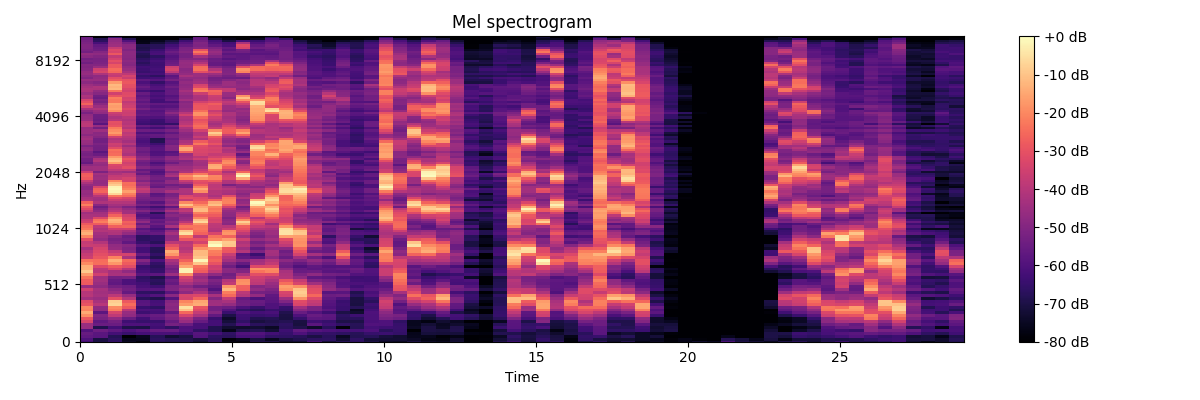 Mel spectrogram
8192
4096
2048
1024
512
0
Hz
0 5 10 15 20 25
Time
+0 dB
-10 dB
-20 dB
-30 dB
-40 dB
-50 dB
-60 dB
-70 dB
-80 dB